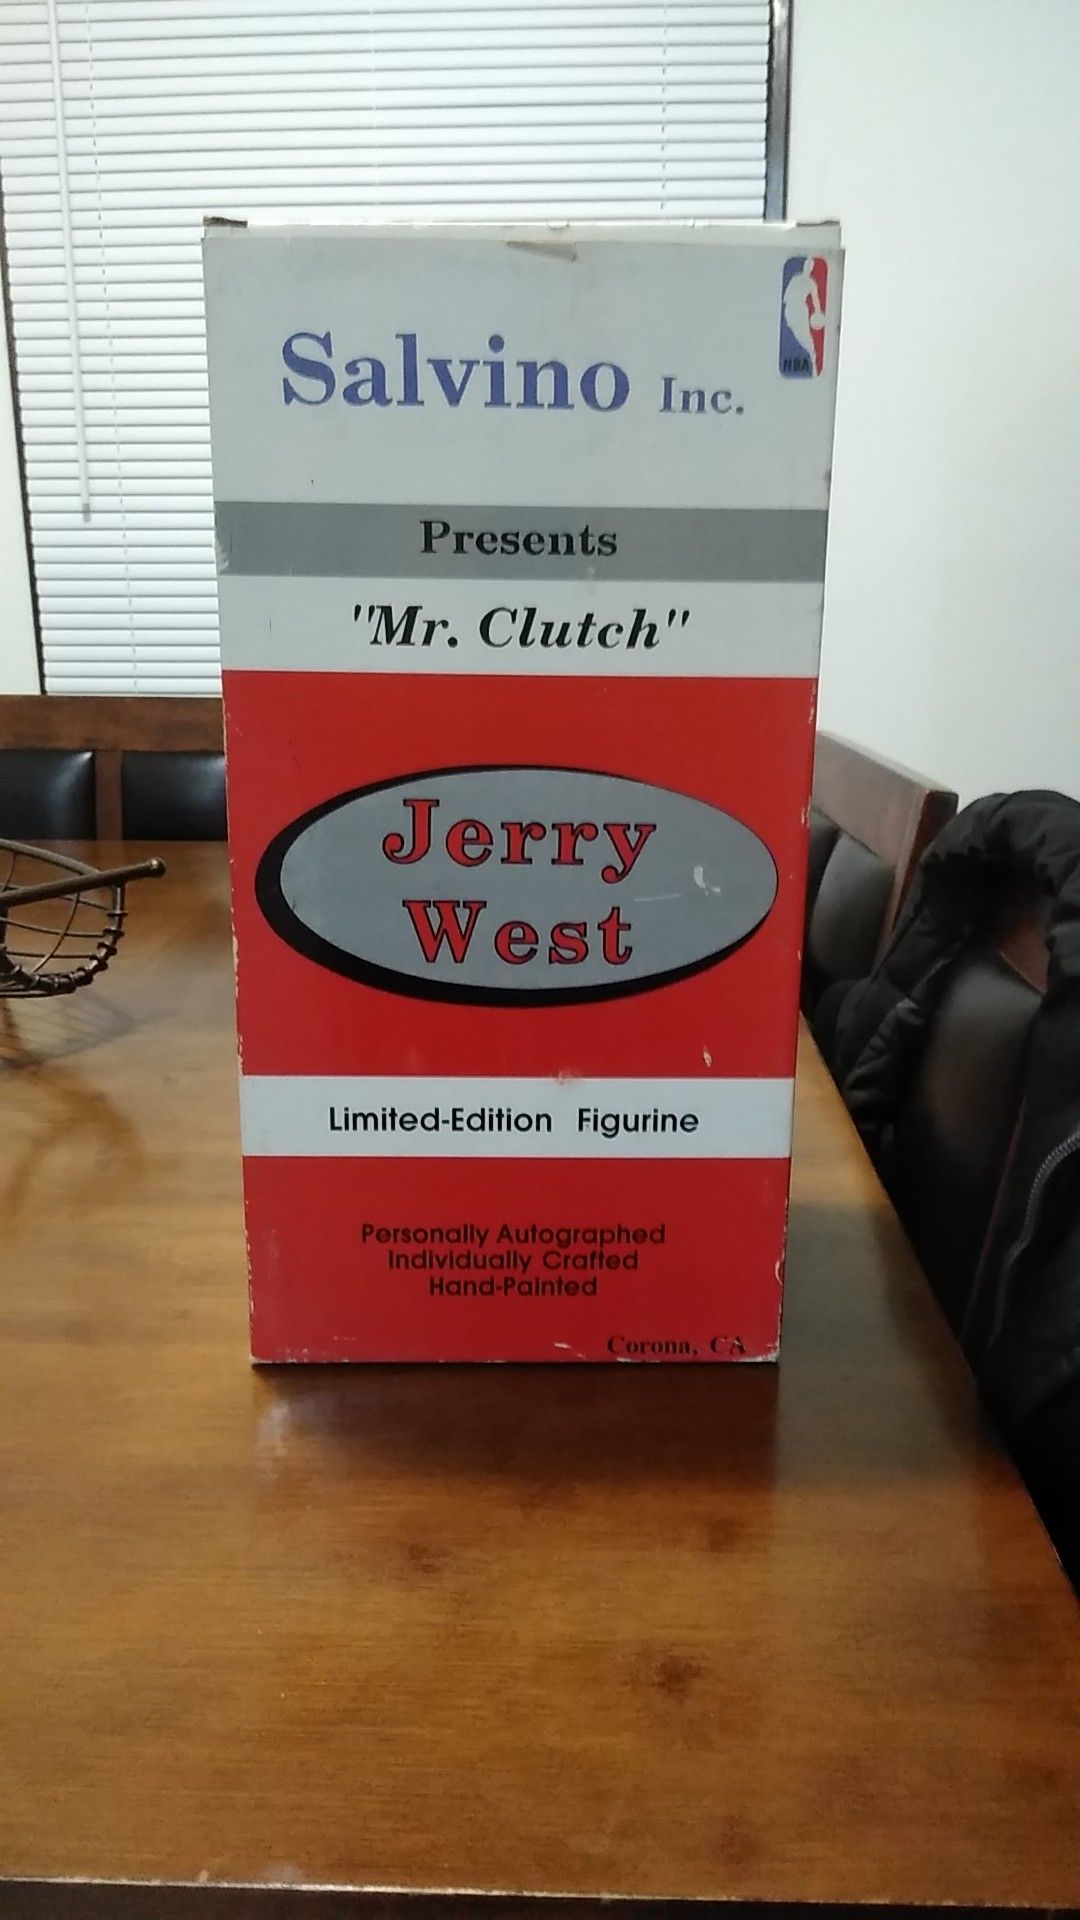 Salvino Inc.
NBA
Presents
"Mr. Clutch"
Jerry
West
Limited-Edition Figurine
Personally Autographed
Individually Crafted
Hand-Painted
Corona, CA